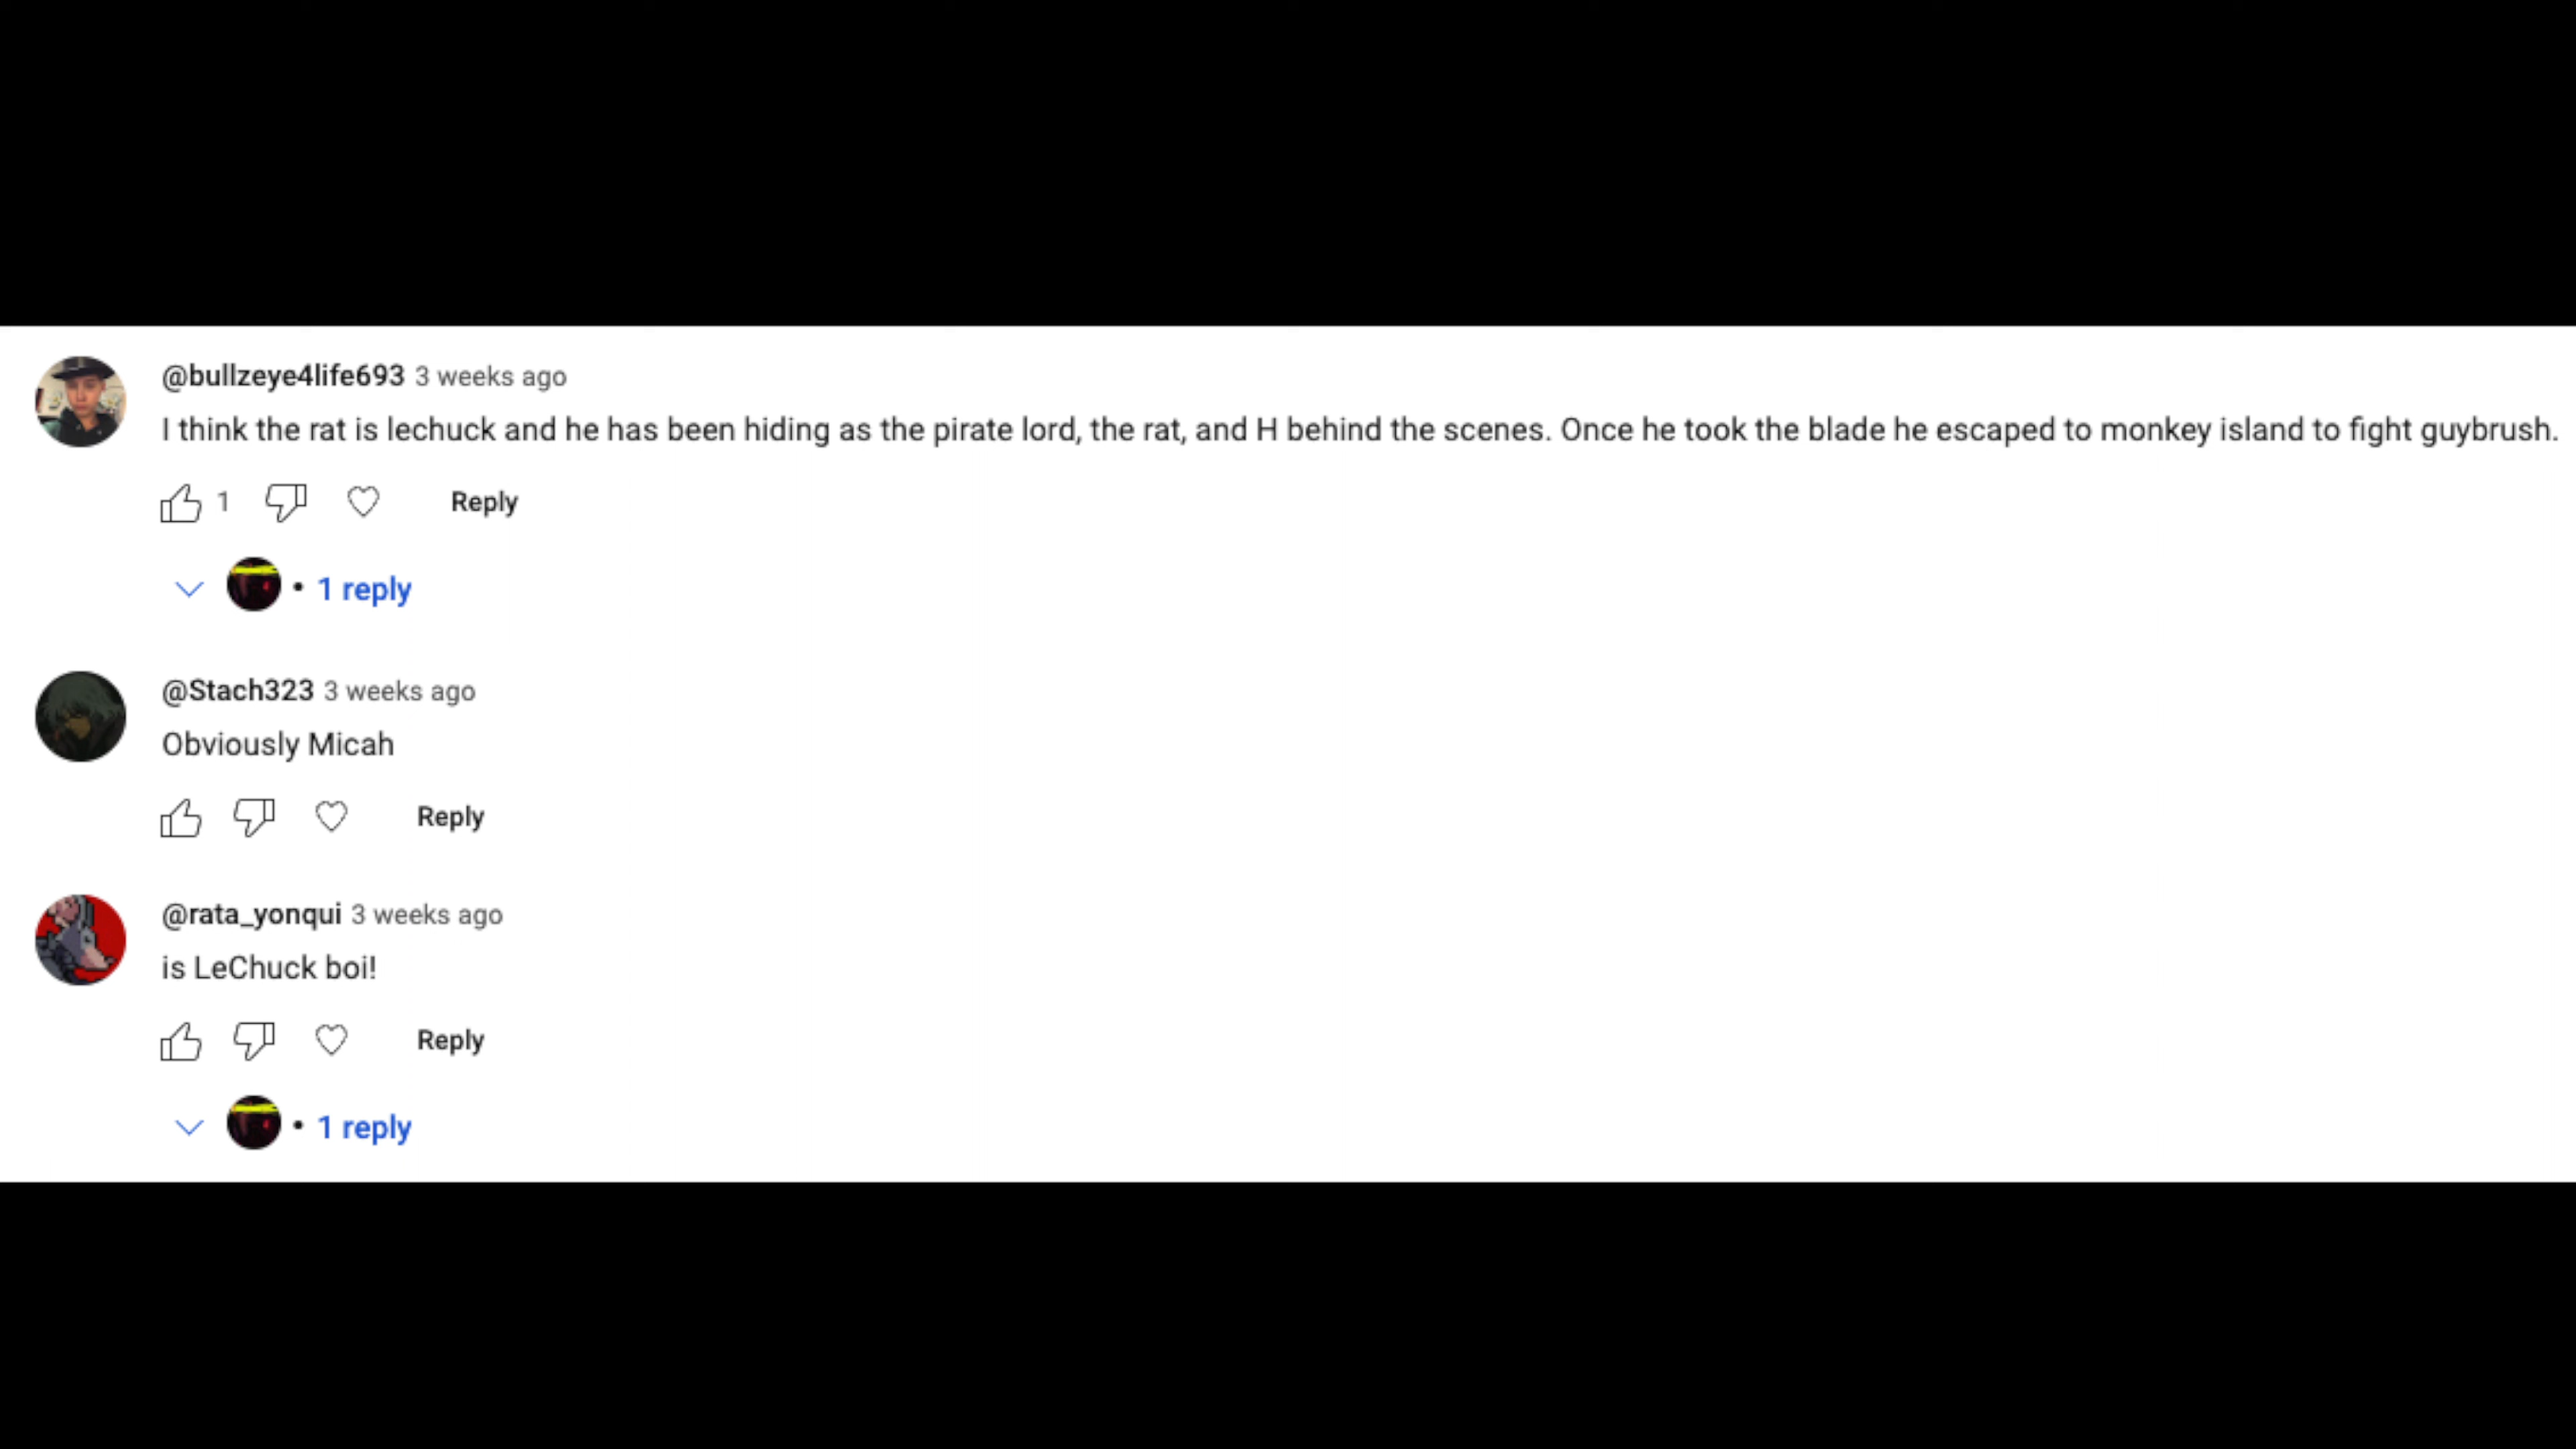 @bullzeye4life693 3 weeks ago
I think the rat is lechuck and he has been hiding as the pirate lord, the rat, and H behind the scenes. Once he took the blade he escaped to monkey island to fight guybrush.
1 Reply
• 1 reply
@Stach323 3 weeks ago
Obviously Micah
Reply
@rata_yonqui 3 weeks ago
is LeChuck boi!
Reply
• 1 reply